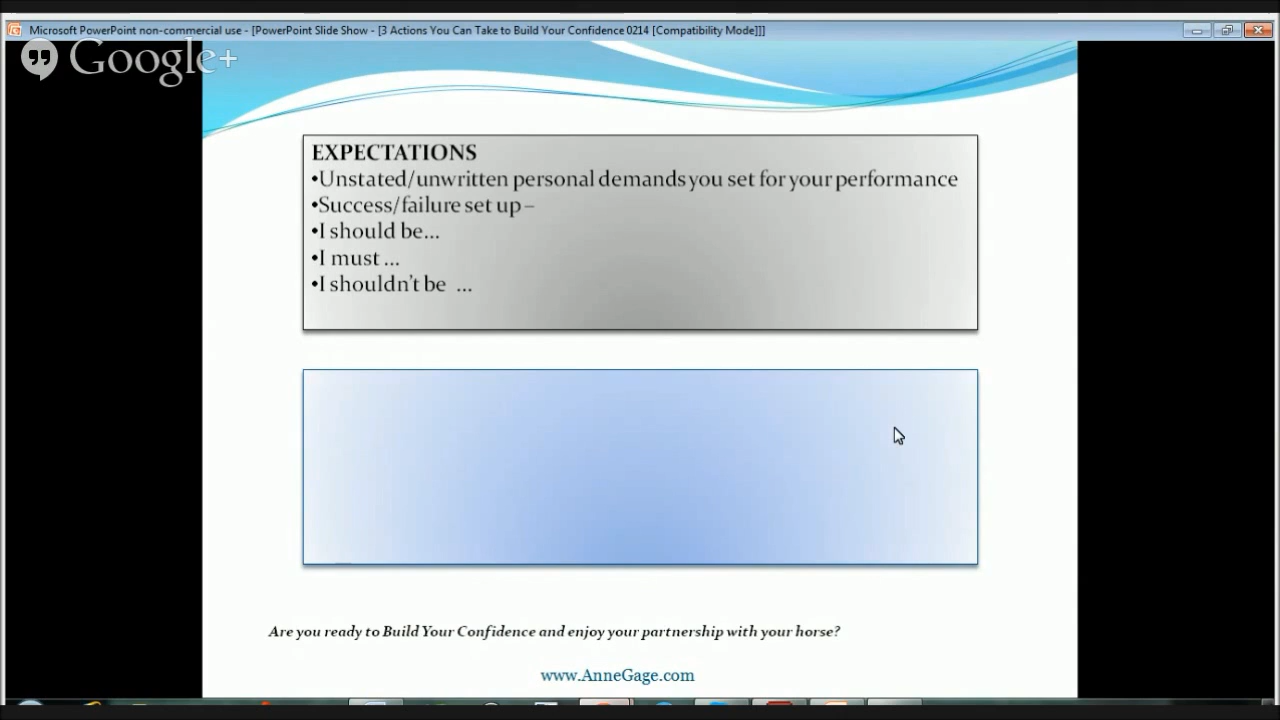 Microsoft PowerPoint non-commercial use - [PowerPoint Slide Show - [3 Actions You Can Take to Build Your Confidence 0214 [Compatibility Mode]]]
Google+
EXPECTATIONS
•Unstated/unwritten personal demands you set for your performance
•Success/failure set up –
•I should be...
•I must ...
•I shouldn't be ...
Are you ready to Build Your Confidence and enjoy your partnership with your horse?
www.AnneGage.com